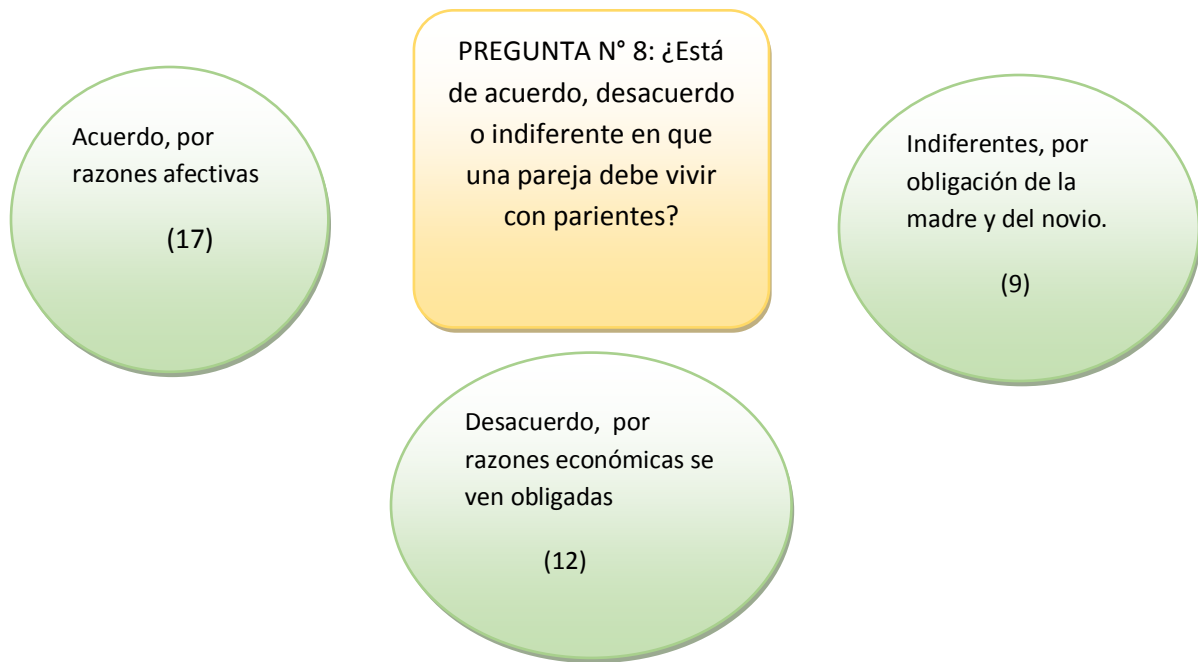 PREGUNTA N° 8: ¿Está
de acuerdo, desacuerdo
o indiferente en que
una pareja debe vivir
con parientes?
Acuerdo, por
razones afectivas
(17)
Indiferentes, por
obligación de la
madre y del novio.
(9)
Desacuerdo, por
razones económicas se
ven obligadas
(12)